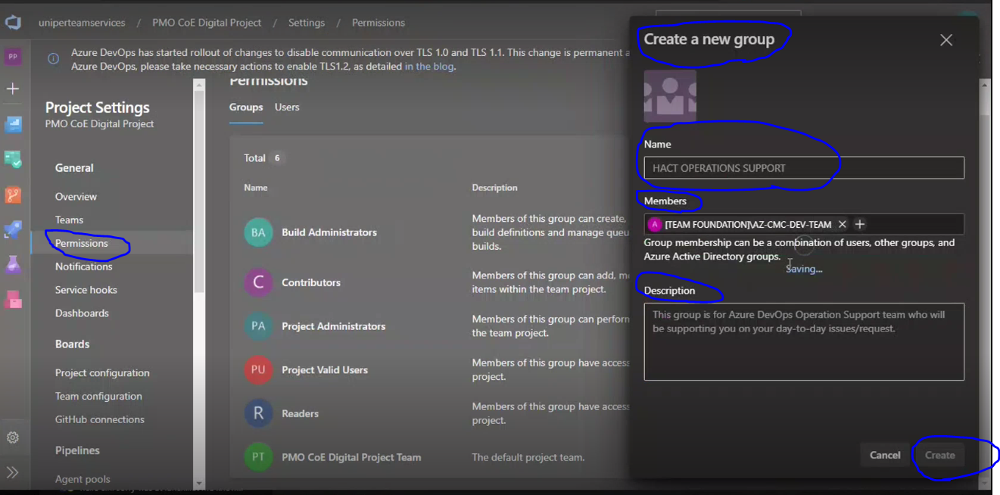 uniperteamservices / PMO CoE Digital Project / Settings / Permissions
PP
Azure DevOps has started rollout of changes to disable communication over TLS 1.0 and TLS 1.1. This change is permanent a
Azure DevOps, please take necessary actions to enable TLS1.2, as detailed in the blog.
Project Settings
PMO CoE Digital Project
General
Overview
Teams
Permissions
Notifications
Service hooks
Dashboards
Boards
Project configuration
Team configuration
GitHub connections
Pipelines
Agent pools
Permissions
Groups Users
Total 6
Name Description
BA Build Administrators
Members of this group can create,
build definitions and manage queu
builds.
C Contributors
Members of this group can add, mo
items within the team project.
PA Project Administrators
Members of this group can perform
the team project.
PU Project Valid Users
Members of this group have access
project.
R Readers
Members of this group have access
project.
PT PMO CoE Digital Project Team
The default project team.
Create a new group
Name
HACT OPERATIONS SUPPORT
Members
A [TEAM FOUNDATION]\AZ-CMC-DEV-TEAM
Group membership can be a combination of users, other groups, and
Azure Active Directory groups.
Saving...
Description
This group is for Azure DevOps Operation Support team who will
be supporting you on your day-to-day issues/request.
Cancel Create